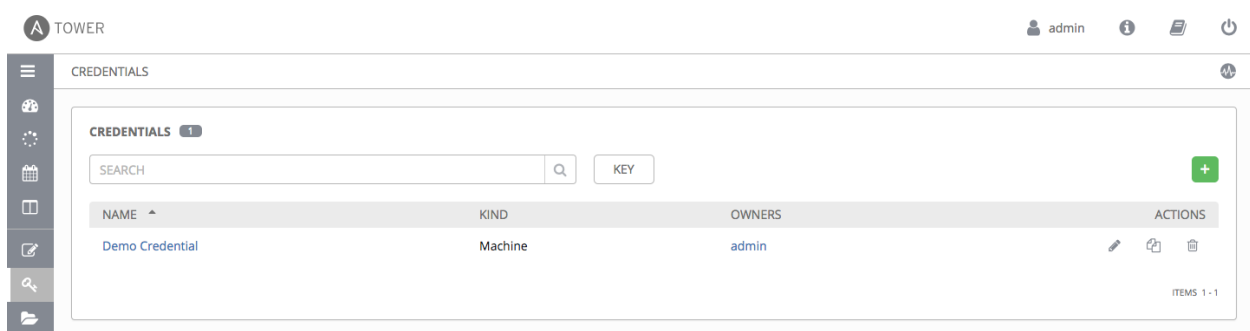 A TOWER admin
CREDENTIALS
CREDENTIALS 1
SEARCH KEY +
NAME KIND OWNERS ACTIONS
Demo Credential Machine admin
ITEMS 1 - 1